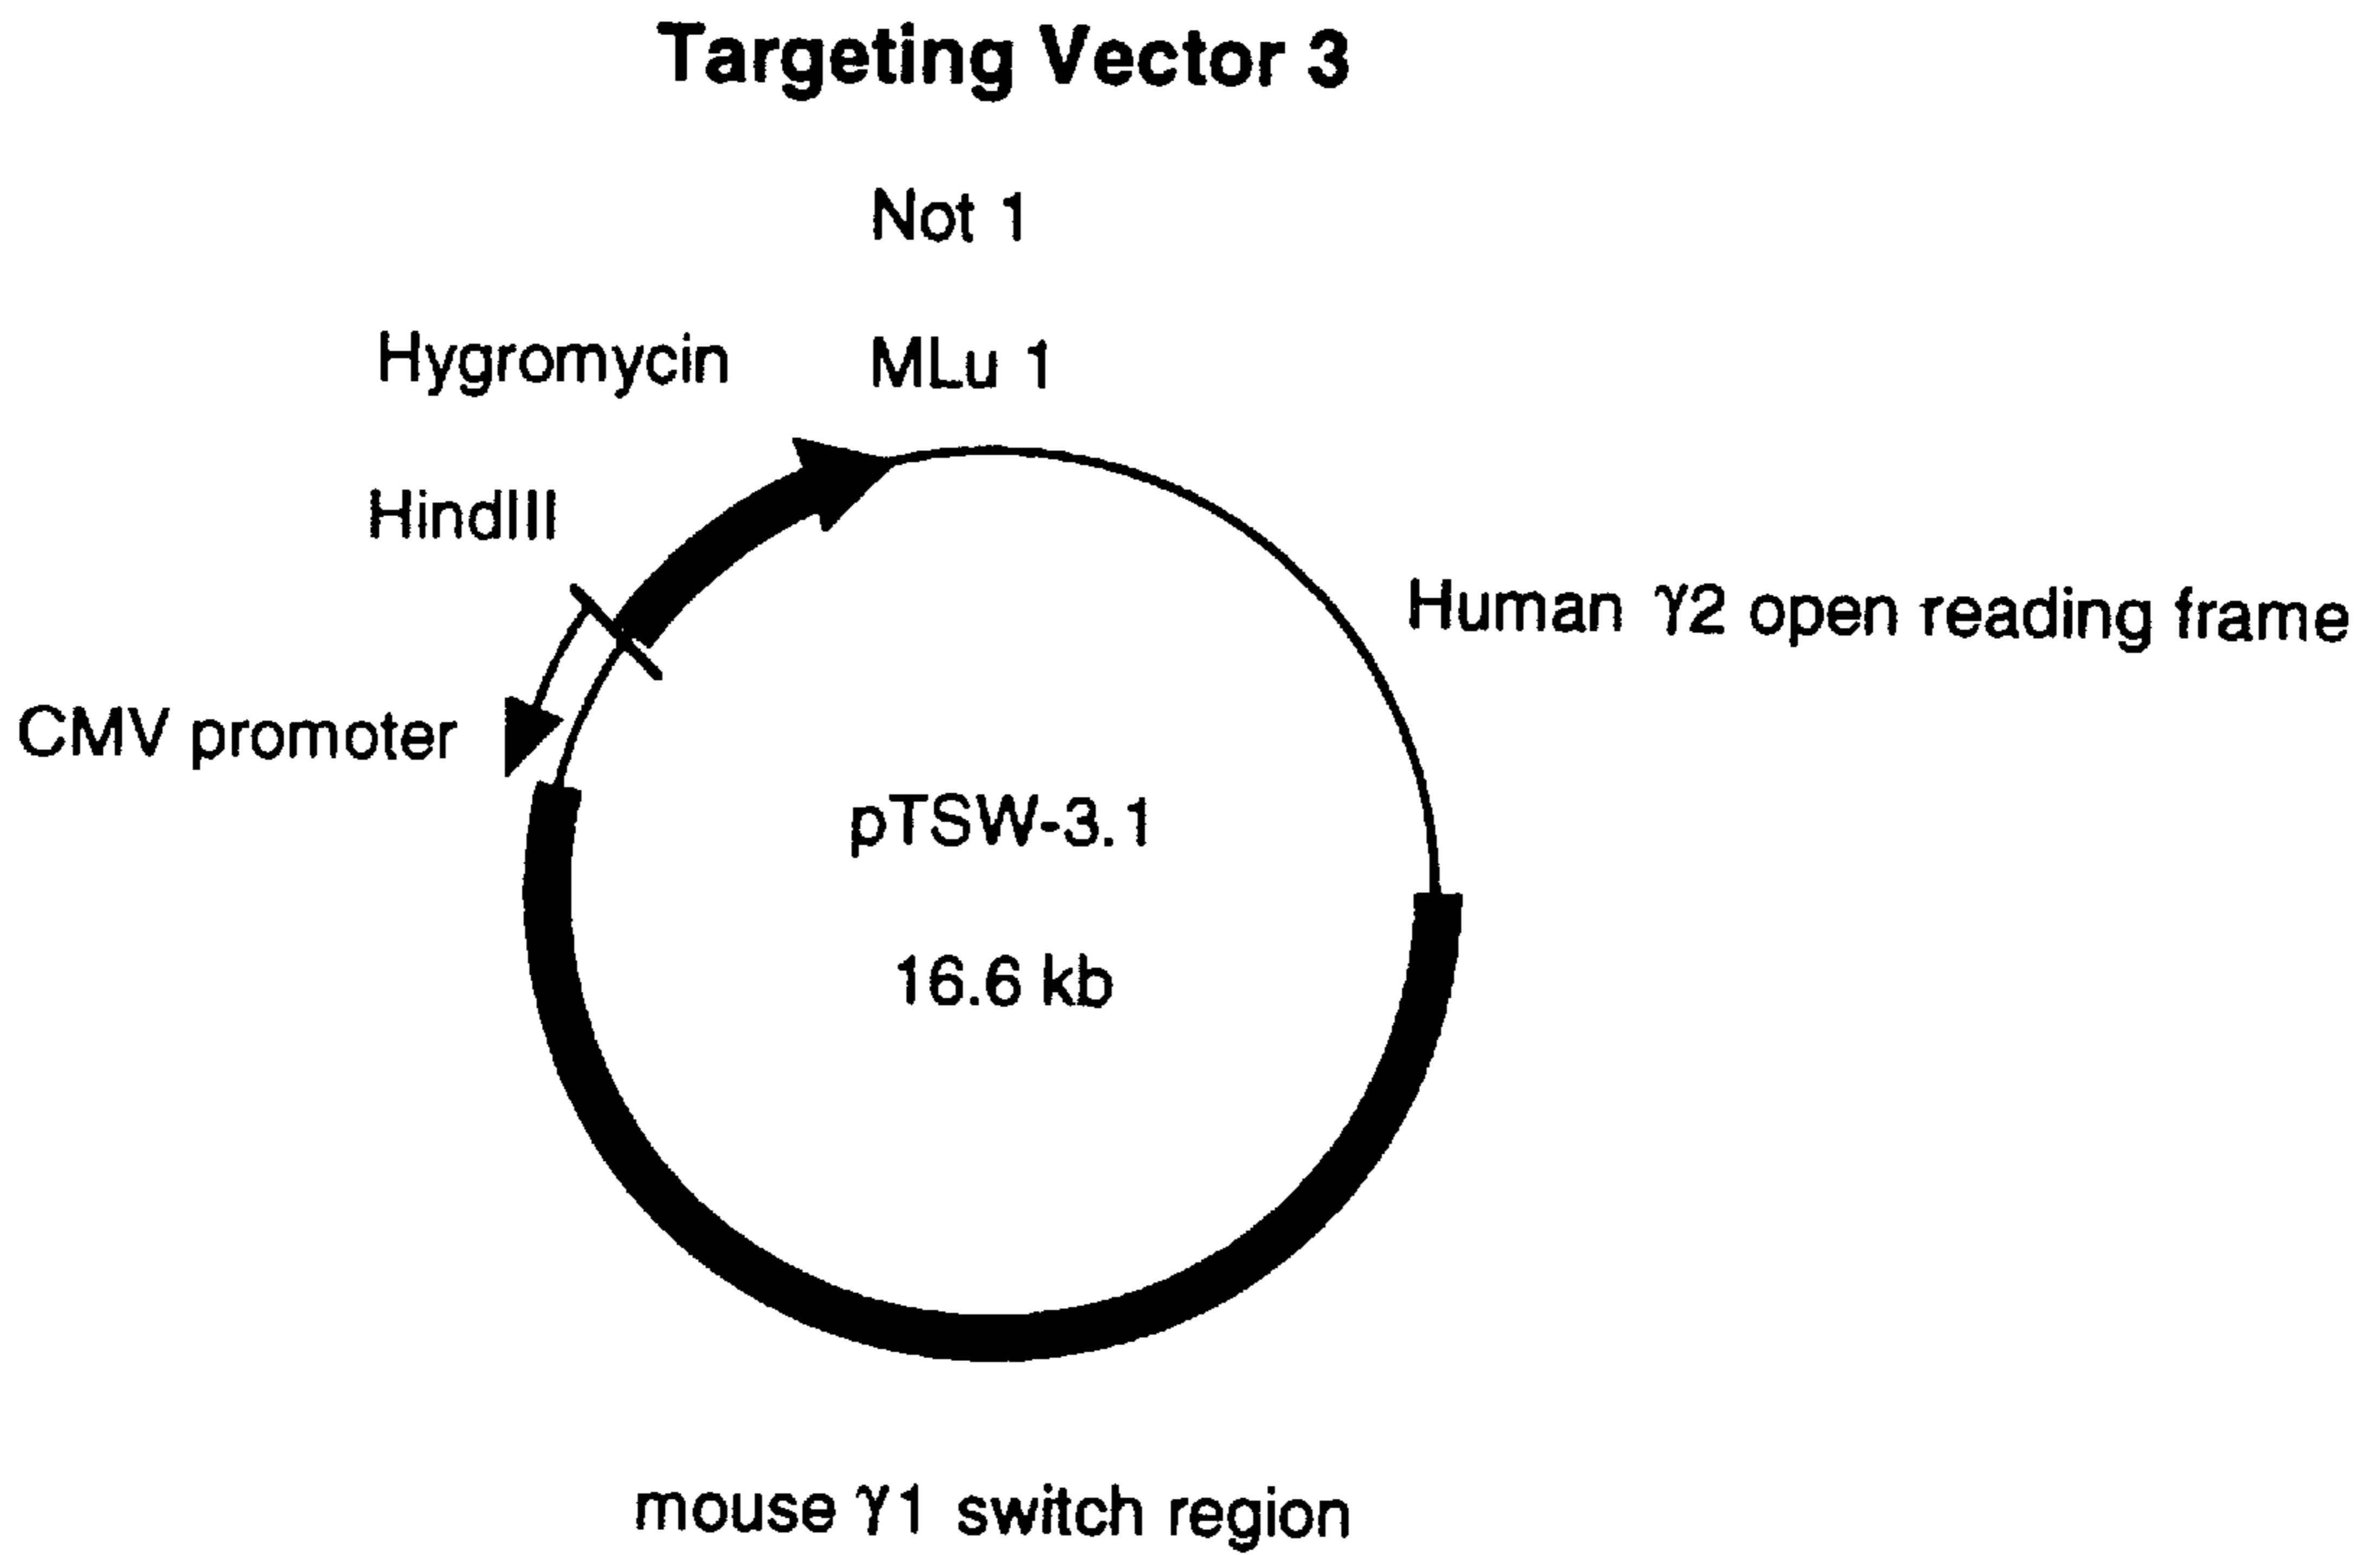 Targeting Vector 3
Not 1
Hygromycin
MLu 1
HindIII
Human γ2 open reading frame
CMV promoter
pTSW-3.1
16.6 kb
mouse γ1 switch region